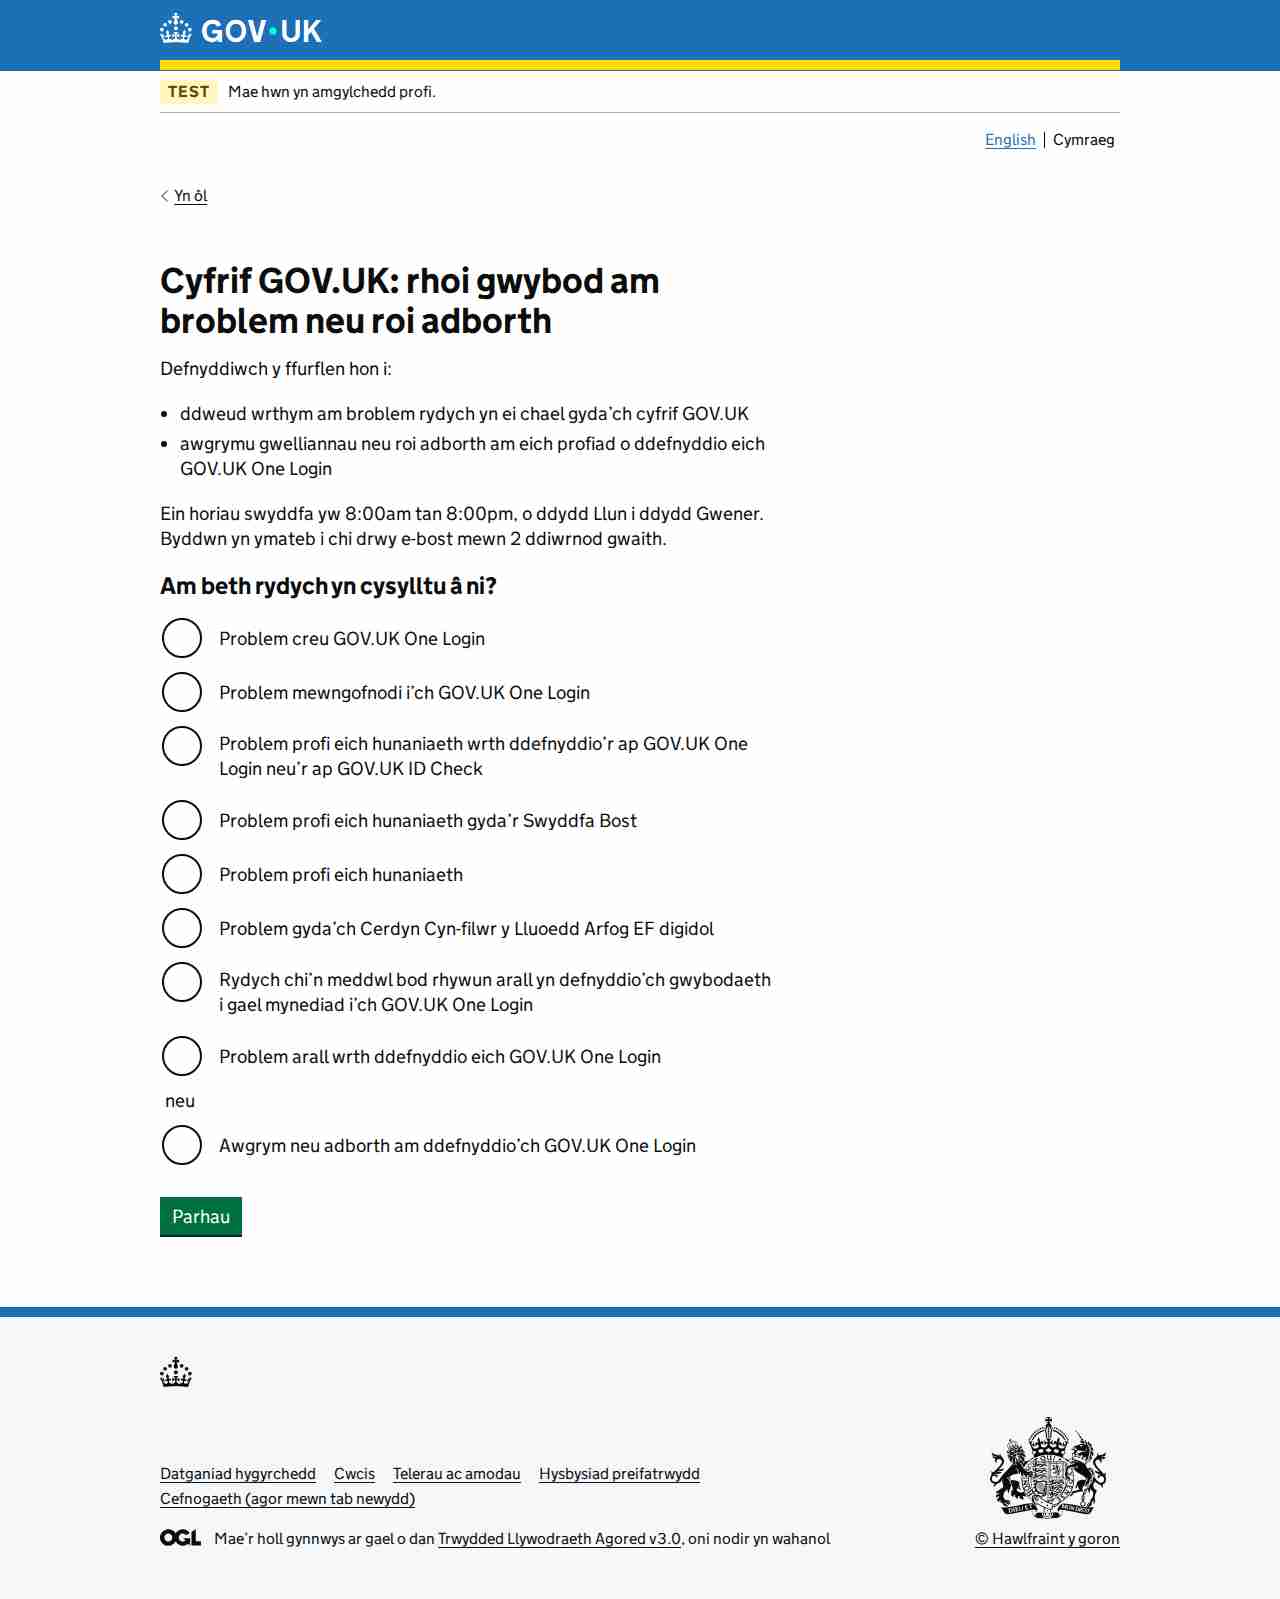 GOV·UK
TEST Mae hwn yn amgylchedd profi.
English | Cymraeg
Yn ôl
Cyfrif GOV.UK: rhoi gwybod am
broblem neu roi adborth
Defnyddiwch y ffurflen hon i:
• ddweud wrthym am broblem rydych yn ei chael gyda’ch cyfrif GOV.UK
• awgrymu gwelliannau neu roi adborth am eich profiad o ddefnyddio eich
GOV.UK One Login
Ein horiau swyddfa yw 8:00am tan 8:00pm, o ddydd Llun i ddydd Gwener.
Byddwn yn ymateb i chi drwy e-bost mewn 2 ddiwrnod gwaith.
Am beth rydych yn cysylltu â ni?
Problem creu GOV.UK One Login
Problem mewngofnodi i’ch GOV.UK One Login
Problem profi eich hunaniaeth wrth ddefnyddio’r ap GOV.UK One
Login neu’r ap GOV.UK ID Check
Problem profi eich hunaniaeth gyda’r Swyddfa Bost
Problem profi eich hunaniaeth
Problem gyda’ch Cerdyn Cyn-filwr y Lluoedd Arfog EF digidol
Rydych chi’n meddwl bod rhywun arall yn defnyddio’ch gwybodaeth
i gael mynediad i’ch GOV.UK One Login
Problem arall wrth ddefnyddio eich GOV.UK One Login
neu
Awgrym neu adborth am ddefnyddio’ch GOV.UK One Login
Parhau
Datganiad hygyrchedd Cwcis Telerau ac amodau Hysbysiad preifatrwydd
Cefnogaeth (agor mewn tab newydd)
OGL Mae’r holl gynnwys ar gael o dan Trwydded Llywodraeth Agored v3.0, oni nodir yn wahanol
© Hawlfraint y goron